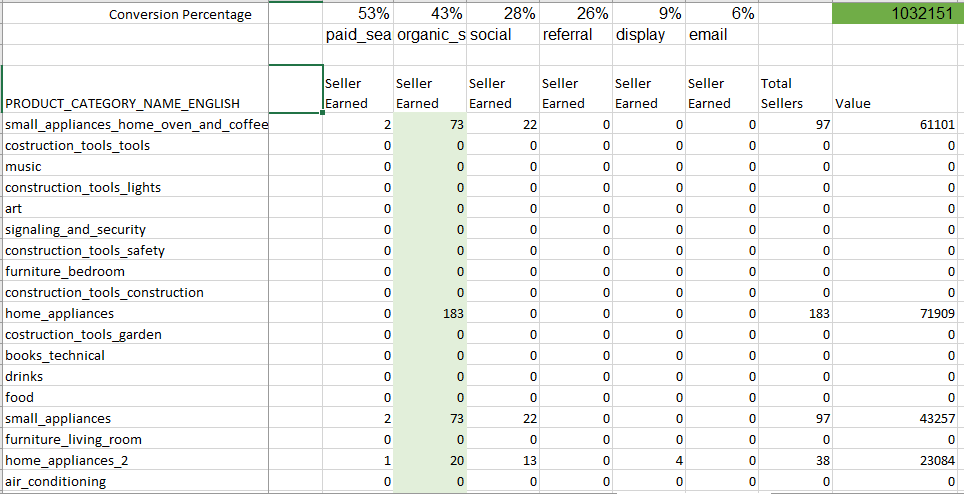 Conversion Percentage 53% 43% 28% 26% 9% 6% 1032151
paid_sea organic_s social referral display email
Seller Seller Seller Seller Seller Seller Total
PRODUCT_CATEGORY_NAME_ENGLISH Earned Earned Earned Earned Earned Earned Sellers Value
small_appliances_home_oven_and_coffee 2 73 22 0 0 0 97 61101
costruction_tools_tools 0 0 0 0 0 0 0 0
music 0 0 0 0 0 0 0 0
construction_tools_lights 0 0 0 0 0 0 0 0
art 0 0 0 0 0 0 0 0
signaling_and_security 0 0 0 0 0 0 0 0
construction_tools_safety 0 0 0 0 0 0 0 0
furniture_bedroom 0 0 0 0 0 0 0 0
construction_tools_construction 0 0 0 0 0 0 0 0
home_appliances 0 183 0 0 0 0 183 71909
costruction_tools_garden 0 0 0 0 0 0 0 0
books_technical 0 0 0 0 0 0 0 0
drinks 0 0 0 0 0 0 0 0
food 0 0 0 0 0 0 0 0
small_appliances 2 73 22 0 0 0 97 43257
furniture_living_room 0 0 0 0 0 0 0 0
home_appliances_2 1 20 13 0 4 0 38 23084
air_conditioning 0 0 0 0 0 0 0 0